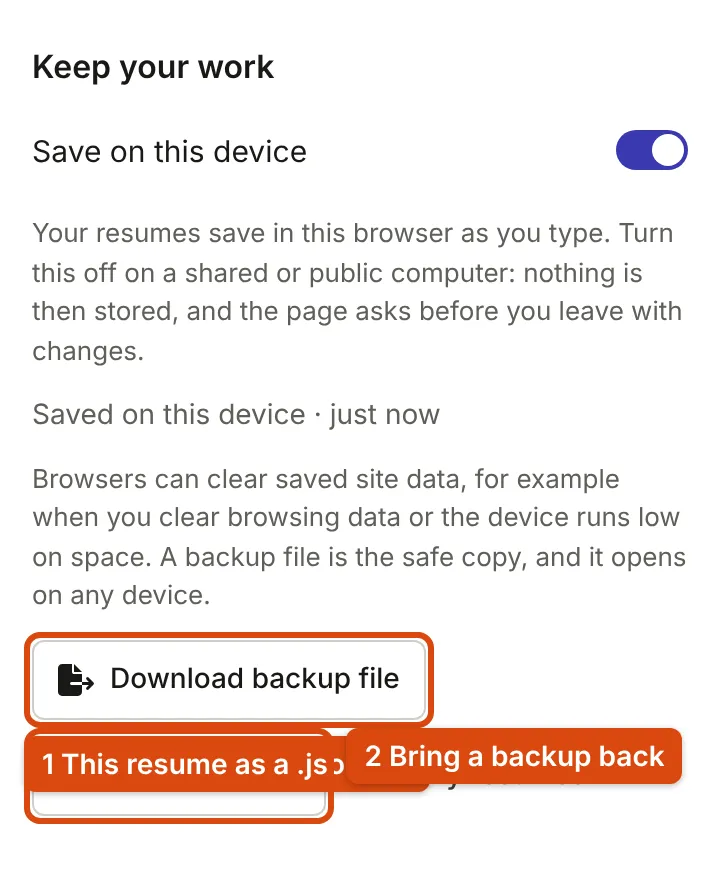 Keep your work
Save on this device
Your resumes save in this browser as you type. Turn
this off on a shared or public computer: nothing is
then stored, and the page asks before you leave with
changes.
Saved on this device · just now
Browsers can clear saved site data, for example
when you clear browsing data or the device runs low
on space. A backup file is the safe copy, and it opens
on any device.
Download backup file
1 This resume as a .js
2 Bring a backup back